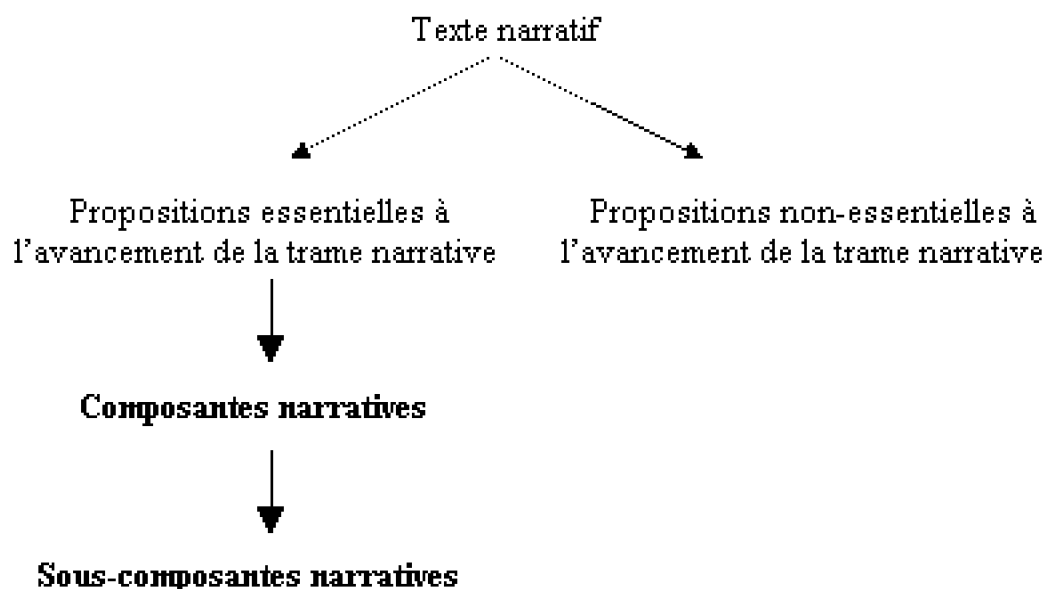 Texte narratif
Propositions essentielles à
l'avancement de la trame narrative
Propositions non-essentielles à
l'avancement de la trame narrative
Composantes narratives
Sous-composantes narratives